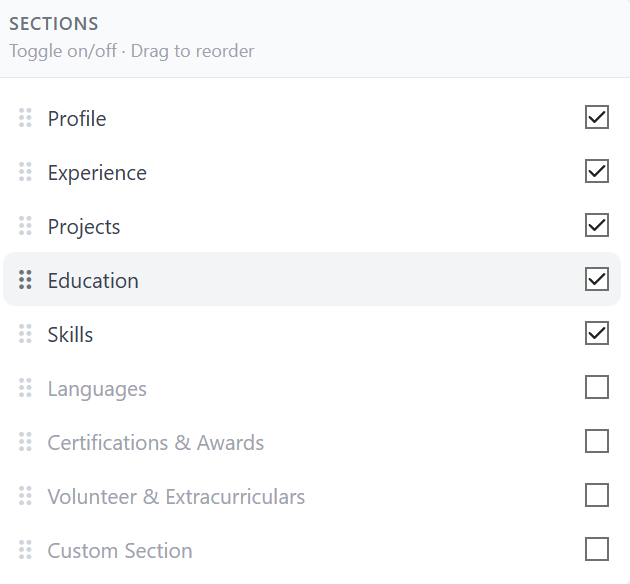 SECTIONS
Toggle on/off · Drag to reorder
Profile
Experience
Projects
Education
Skills
Languages
Certifications & Awards
Volunteer & Extracurriculars
Custom Section